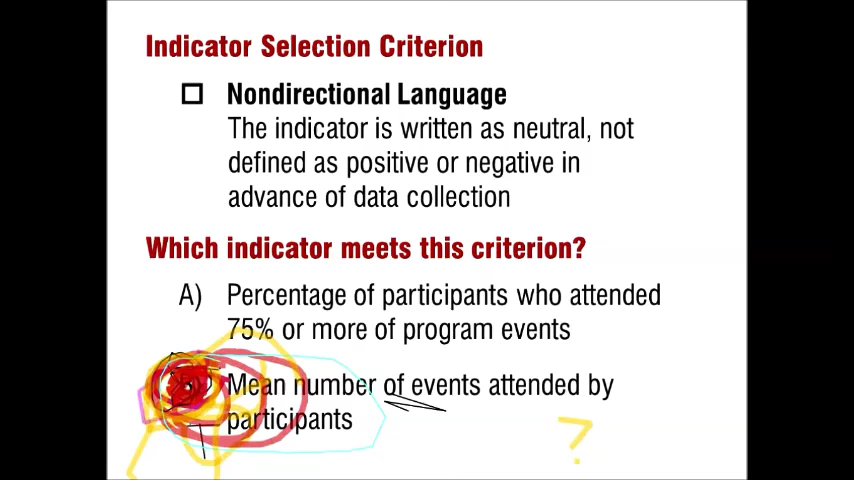 Indicator Selection Criterion
Nondirectional Language
The indicator is written as neutral, not
defined as positive or negative in
advance of data collection
Which indicator meets this criterion?
A) Percentage of participants who attended
75% or more of program events
Mean number of events attended by
participants
?